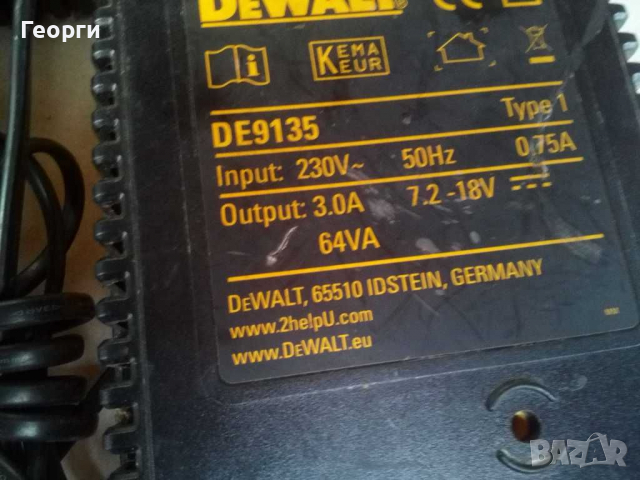 Георги
DEWALT
i
KEMA
KEUR
DE9135
Type 1
Input: 230V~ 50Hz 0,75A
Output: 3.0A 7.2 -18V
64VA
DEWALT, 65510 IDSTEIN, GERMANY
www.2helpU.com
www.DEWALT.eu
BAZAR